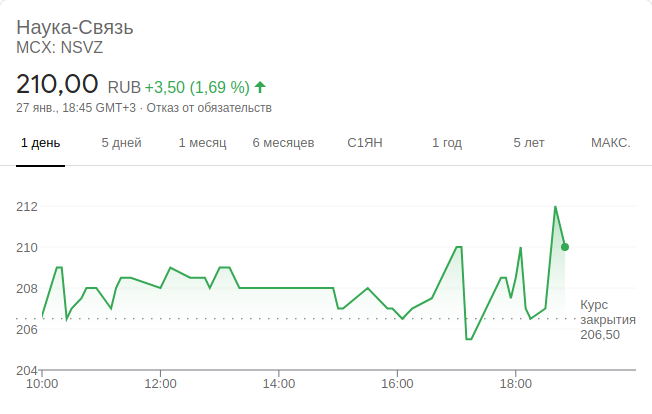 Наука-Связь
MCX: NSVZ
210,00 RUB +3,50 (1,69 %)
27 янв., 18:45 GMT+3 · Отказ от обязательств
1 день 5 дней 1 месяц 6 месяцев С1ЯН 1 год 5 лет МАКС.
212
210
208
206
204
Курс
закрытия
206,50
10:00 12:00 14:00 16:00 18:00